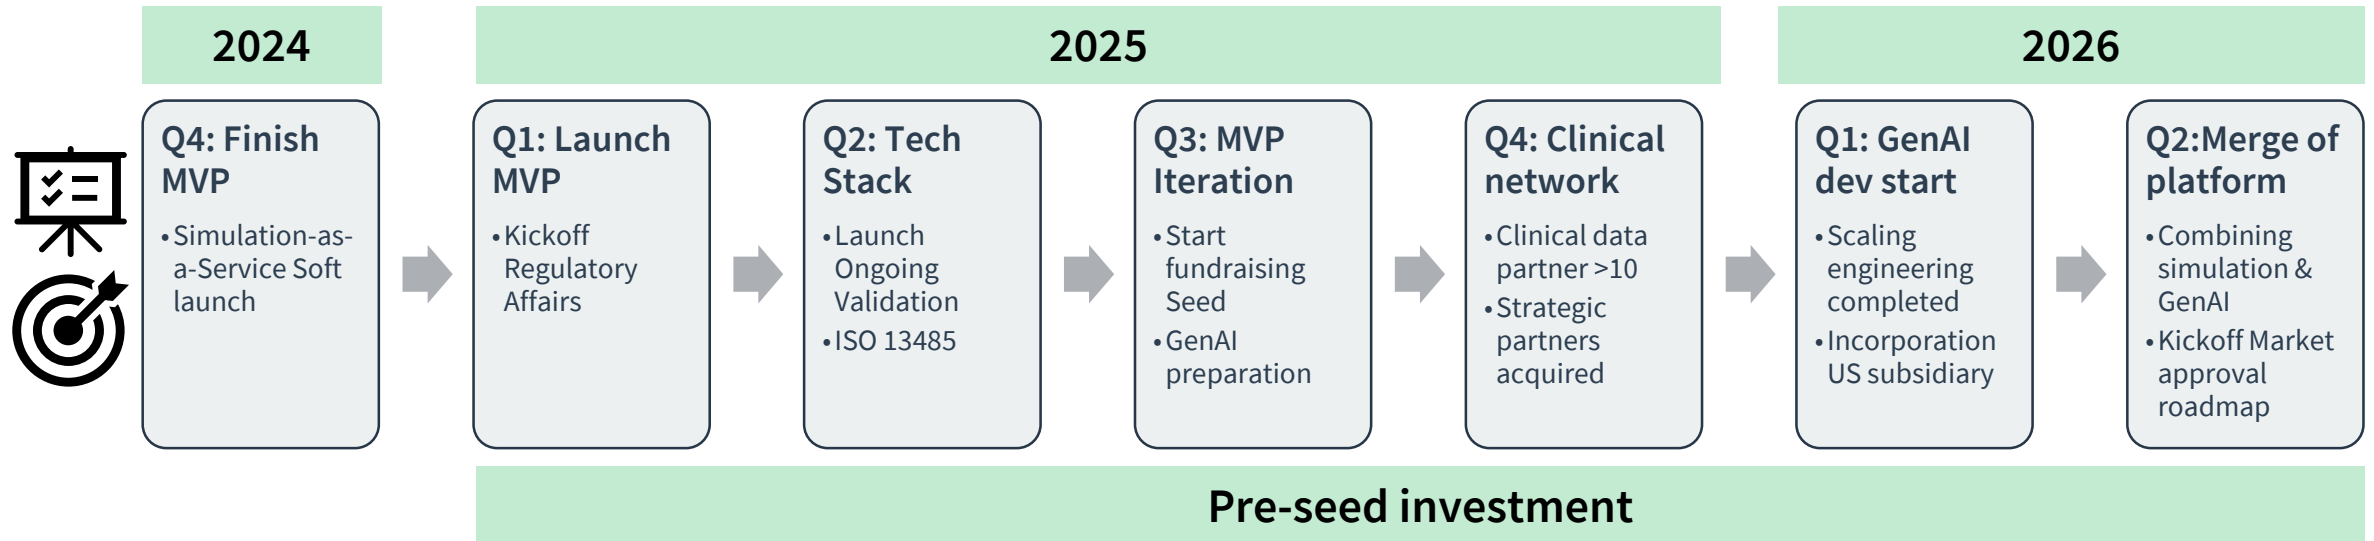 2024
2025
2026
Q4: Finish
MVP
•Simulation-as-
a-Service Soft
launch
Q1: Launch
MVP
•Kickoff
Regulatory
Affairs
Q2: Tech
Stack
•Launch
Ongoing
Validation
•ISO 13485
Q3: MVP
Iteration
•Start
fundraising
Seed
•GenAI
preparation
Q4: Clinical
network
•Clinical data
partner >10
•Strategic
partners
acquired
Q1: GenAI
dev start
•Scaling
engineering
completed
•Incorporation
US subsidiary
Q2:Merge of
platform
•Combining
simulation &
GenAI
•Kickoff Market
approval
roadmap
Pre-seed investment